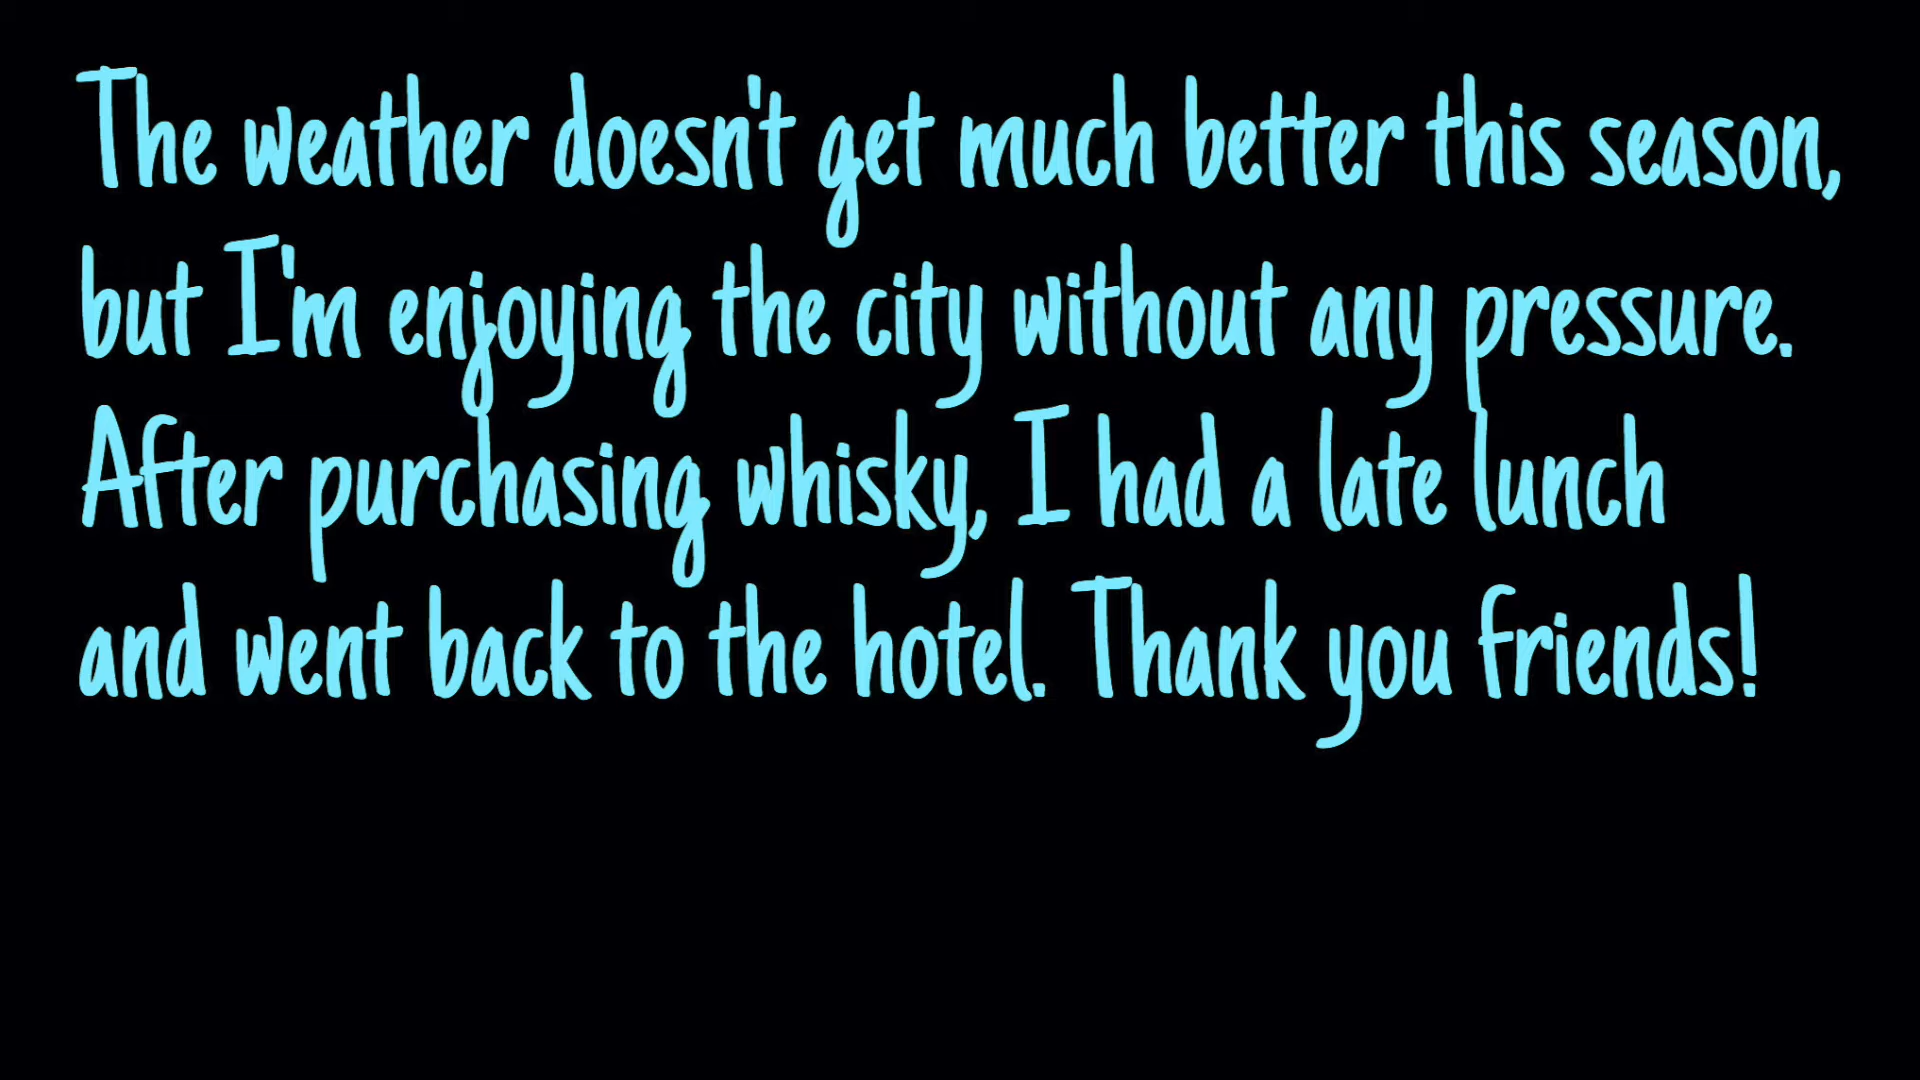 The weather doesn't get much better this season,
but I'm enjoying the city without any pressure.
After purchasing whisky, I had a late lunch
and went back to the hotel. Thank you friends!